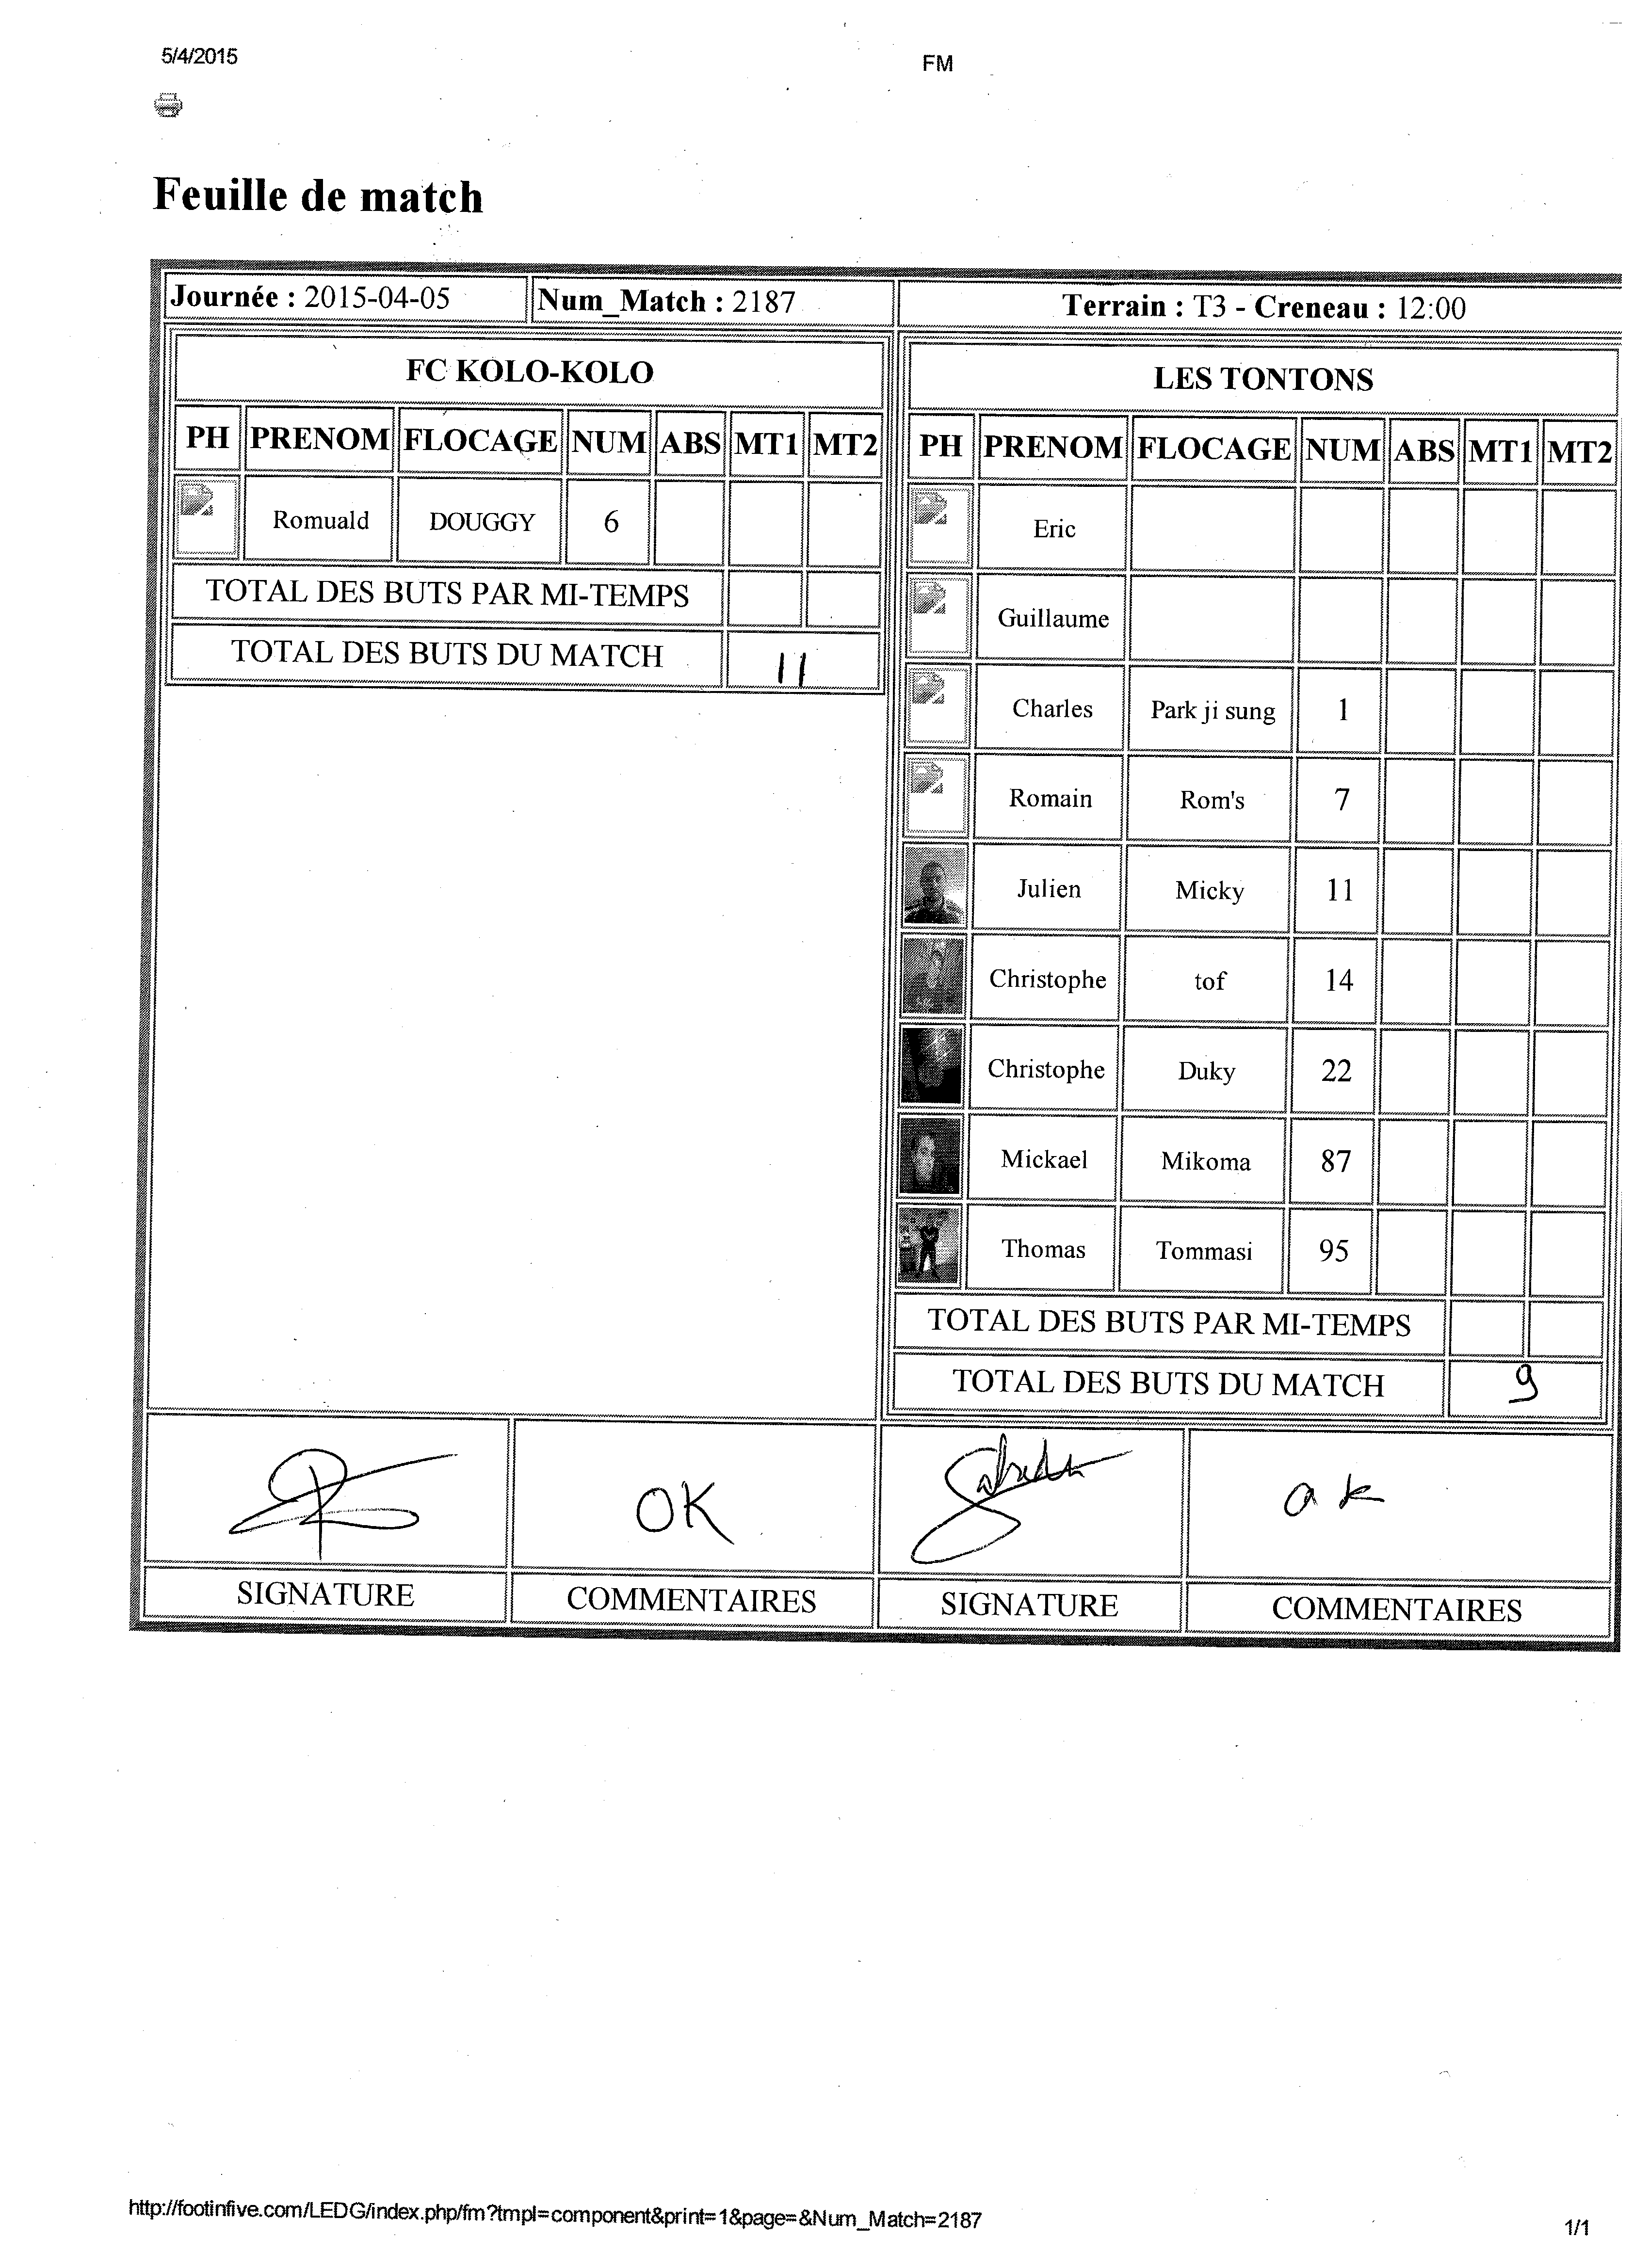 5/4/2015
FM
Feuille de match
Journée : 2015-04-05
Num_Match : 2187
Terrain : T3 - Creneau : 12:00
FC KOLO-KOLO
PH PRENOM FLOCAGE NUM ABS MT1 MT2
Romuald DOUGGY 6
TOTAL DES BUTS PAR MI-TEMPS
TOTAL DES BUTS DU MATCH 11
LES TONTONS
PH PRENOM FLOCAGE NUM ABS MT1 MT2
Eric
Guillaume
Charles Park ji sung 1
Romain Rom's 7
Julien Micky 11
Christophe tof 14
Christophe Duky 22
Mickael Mikoma 87
Thomas Tommasi 95
TOTAL DES BUTS PAR MI-TEMPS
TOTAL DES BUTS DU MATCH 9
OK
ok
SIGNATURE COMMENTAIRES SIGNATURE COMMENTAIRES
http://footinfive.com/LEDG/index.php/fm?tmpl=component&print=1&page=&Num_Match=2187
1/1